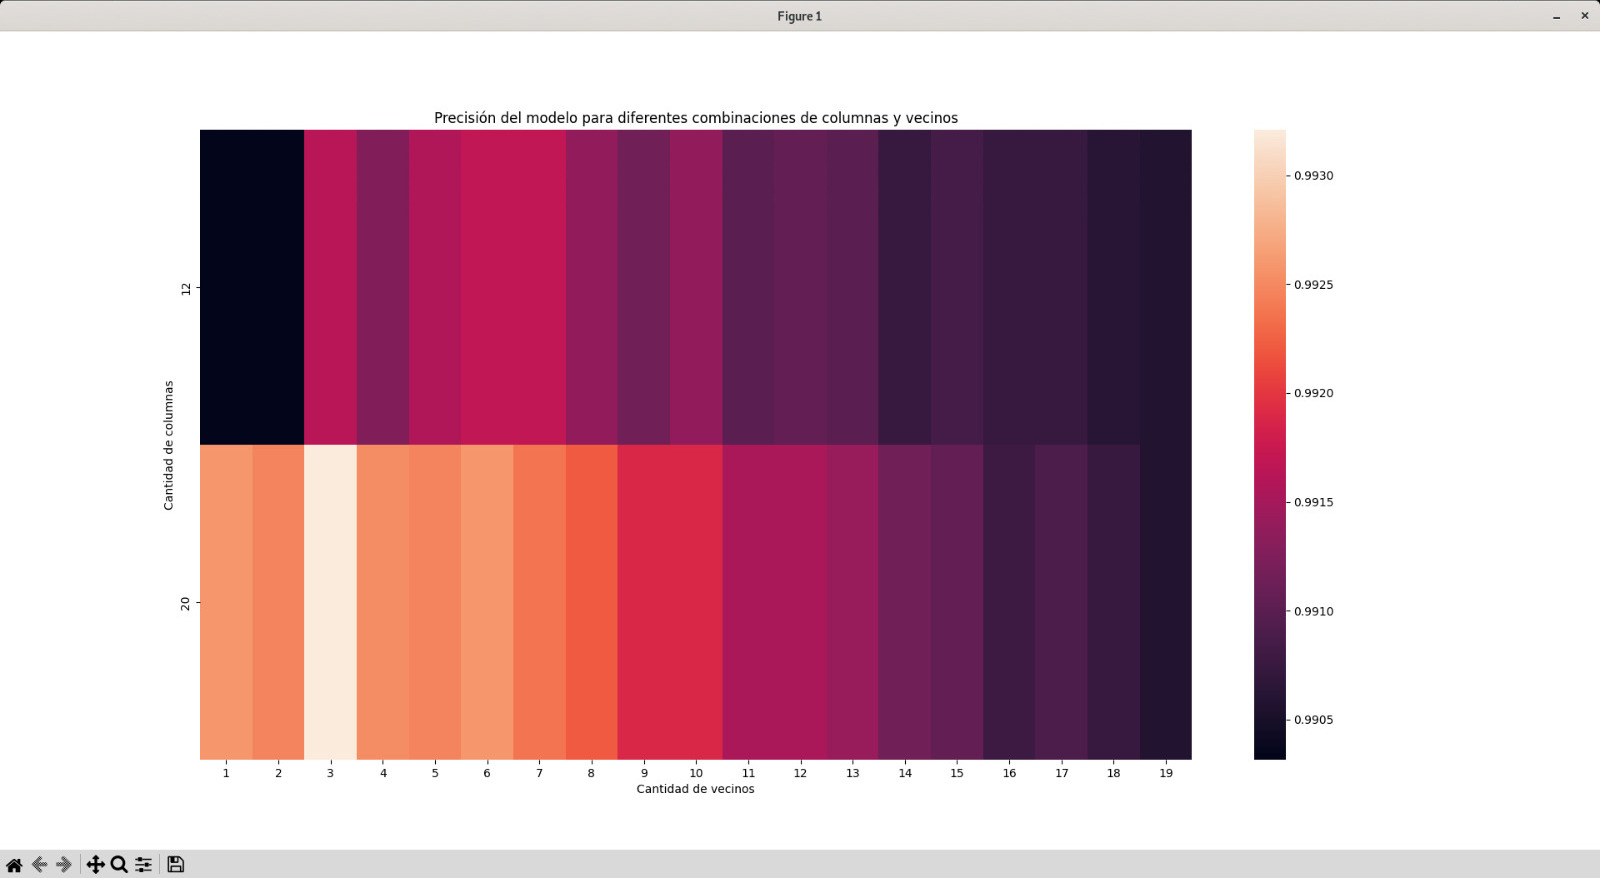 Figure 1
Precisión del modelo para diferentes combinaciones de columnas y vecinos
12
20
Cantidad de columnas
1 2 3 4 5 6 7 8 9 10 11 12 13 14 15 16 17 18 19
Cantidad de vecinos
0.9930
0.9925
0.9920
0.9915
0.9910
0.9905